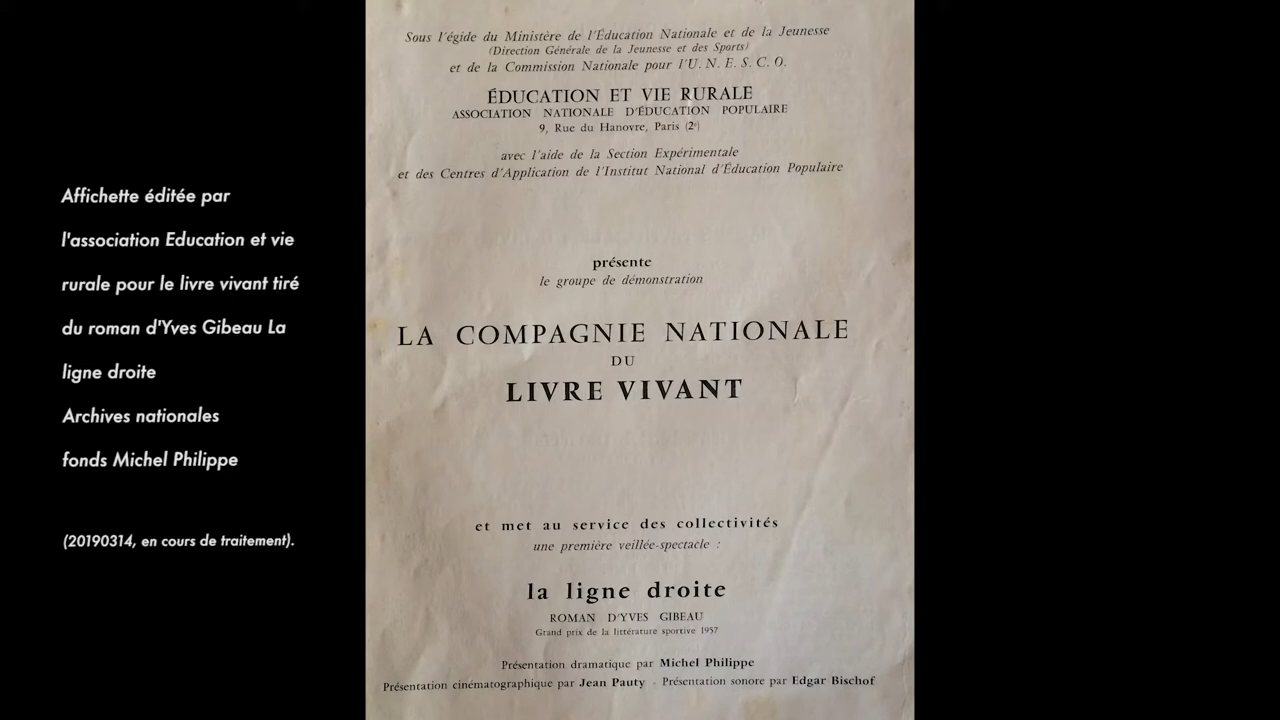 Affichette éditée par
l'association Education et vie
rurale pour le livre vivant tiré
du roman d'Yves Gibeau La
ligne droite
Archives nationales
fonds Michel Philippe
(20190314, en cours de traitement).
Sous l'égide du Ministère de l'Éducation Nationale et de la Jeunesse
(Direction Générale de la Jeunesse et des Sports)
et de la Commission Nationale pour l'U. N. E. S. C. O.
ÉDUCATION ET VIE RURALE
ASSOCIATION NATIONALE D'ÉDUCATION POPULAIRE
9, Rue du Hanovre, Paris (2e)
avec l'aide de la Section Expérimentale
et des Centres d'Application de l'Institut National d'Éducation Populaire
présente
le groupe de démonstration
LA COMPAGNIE NATIONALE
DU
LIVRE VIVANT
et met au service des collectivités
une première veillée-spectacle :
la ligne droite
ROMAN D'YVES GIBEAU
Grand prix de la littérature sportive 1957
Présentation dramatique par Michel Philippe
Présentation cinématographique par Jean Pauty - Présentation sonore par Edgar Bischof